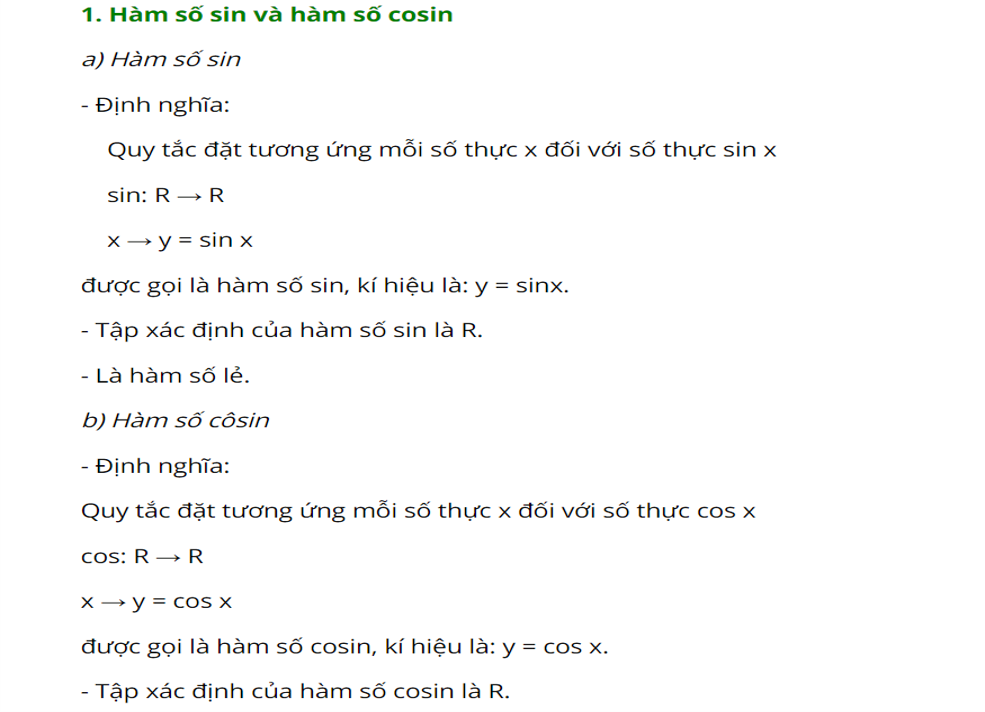 1. Hàm số sin và hàm số cosin
a) Hàm số sin
- Định nghĩa:
Quy tắc đặt tương ứng mỗi số thực x đối với số thực sin x
sin: R → R
x → y = sin x
được gọi là hàm số sin, kí hiệu là: y = sinx.
- Tập xác định của hàm số sin là R.
- Là hàm số lẻ.
b) Hàm số côsin
- Định nghĩa:
Quy tắc đặt tương ứng mỗi số thực x đối với số thực cos x
cos: R → R
x → y = cos x
được gọi là hàm số cosin, kí hiệu là: y = cos x.
- Tập xác định của hàm số cosin là R.